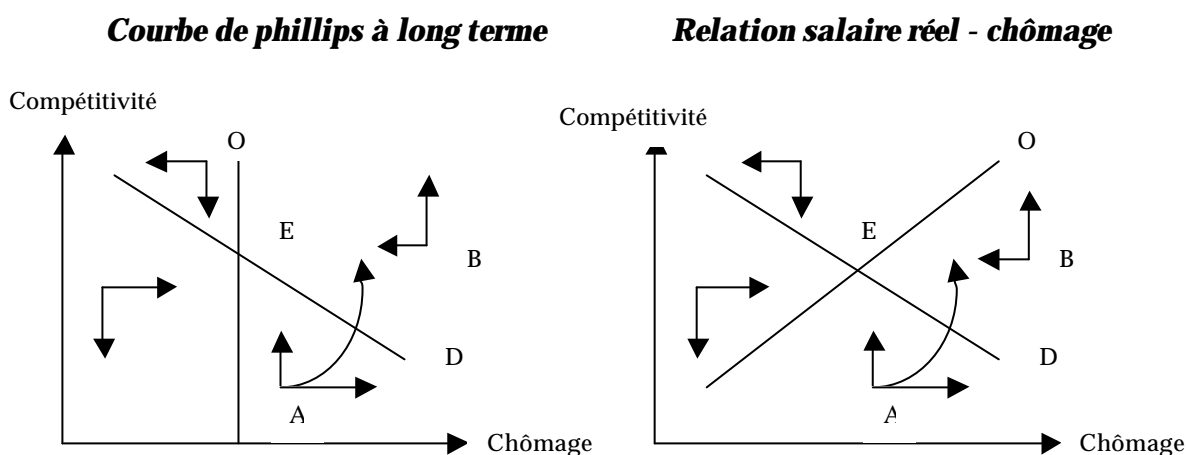 Courbe de phillips à long terme
Relation salaire réel - chômage
Compétitivité
O
E
B
D
A
Chômage
Compétitivité
O
E
B
D
A
Chômage